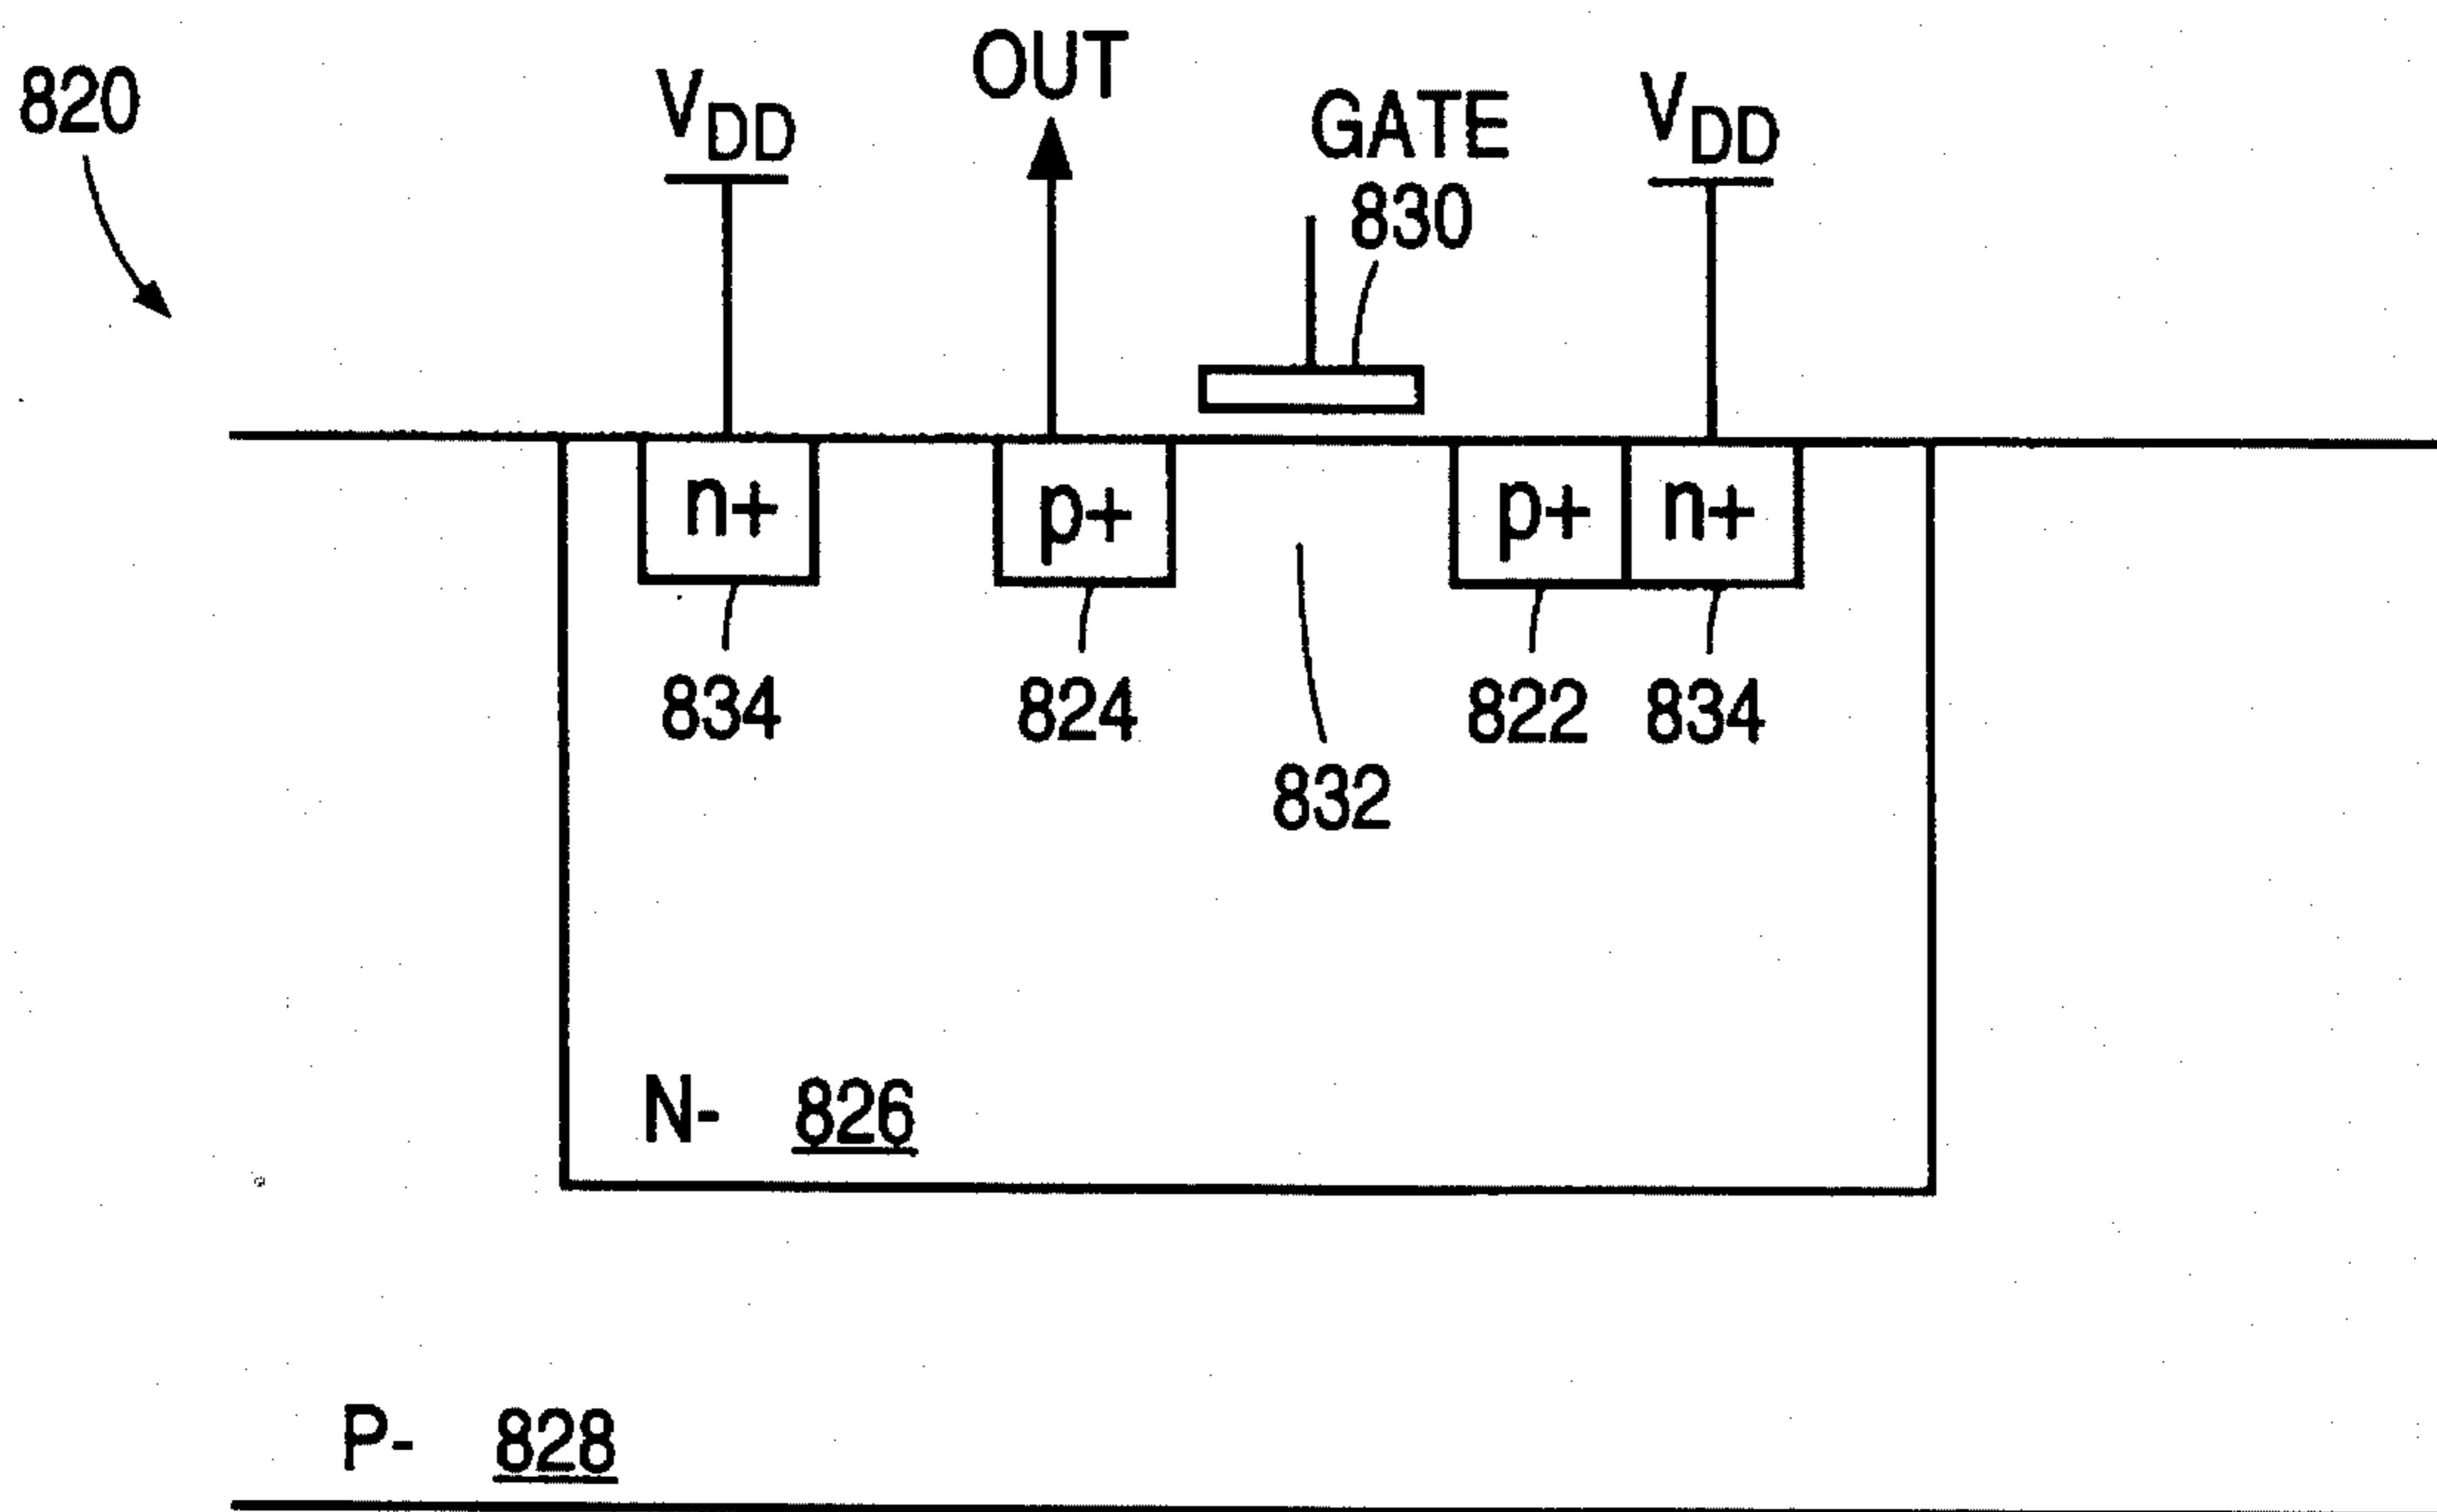 820
VDD
OUT
GATE
830
VDD
n+
p+
p+
n+
834
824
822
834
832
N- 826
P- 828